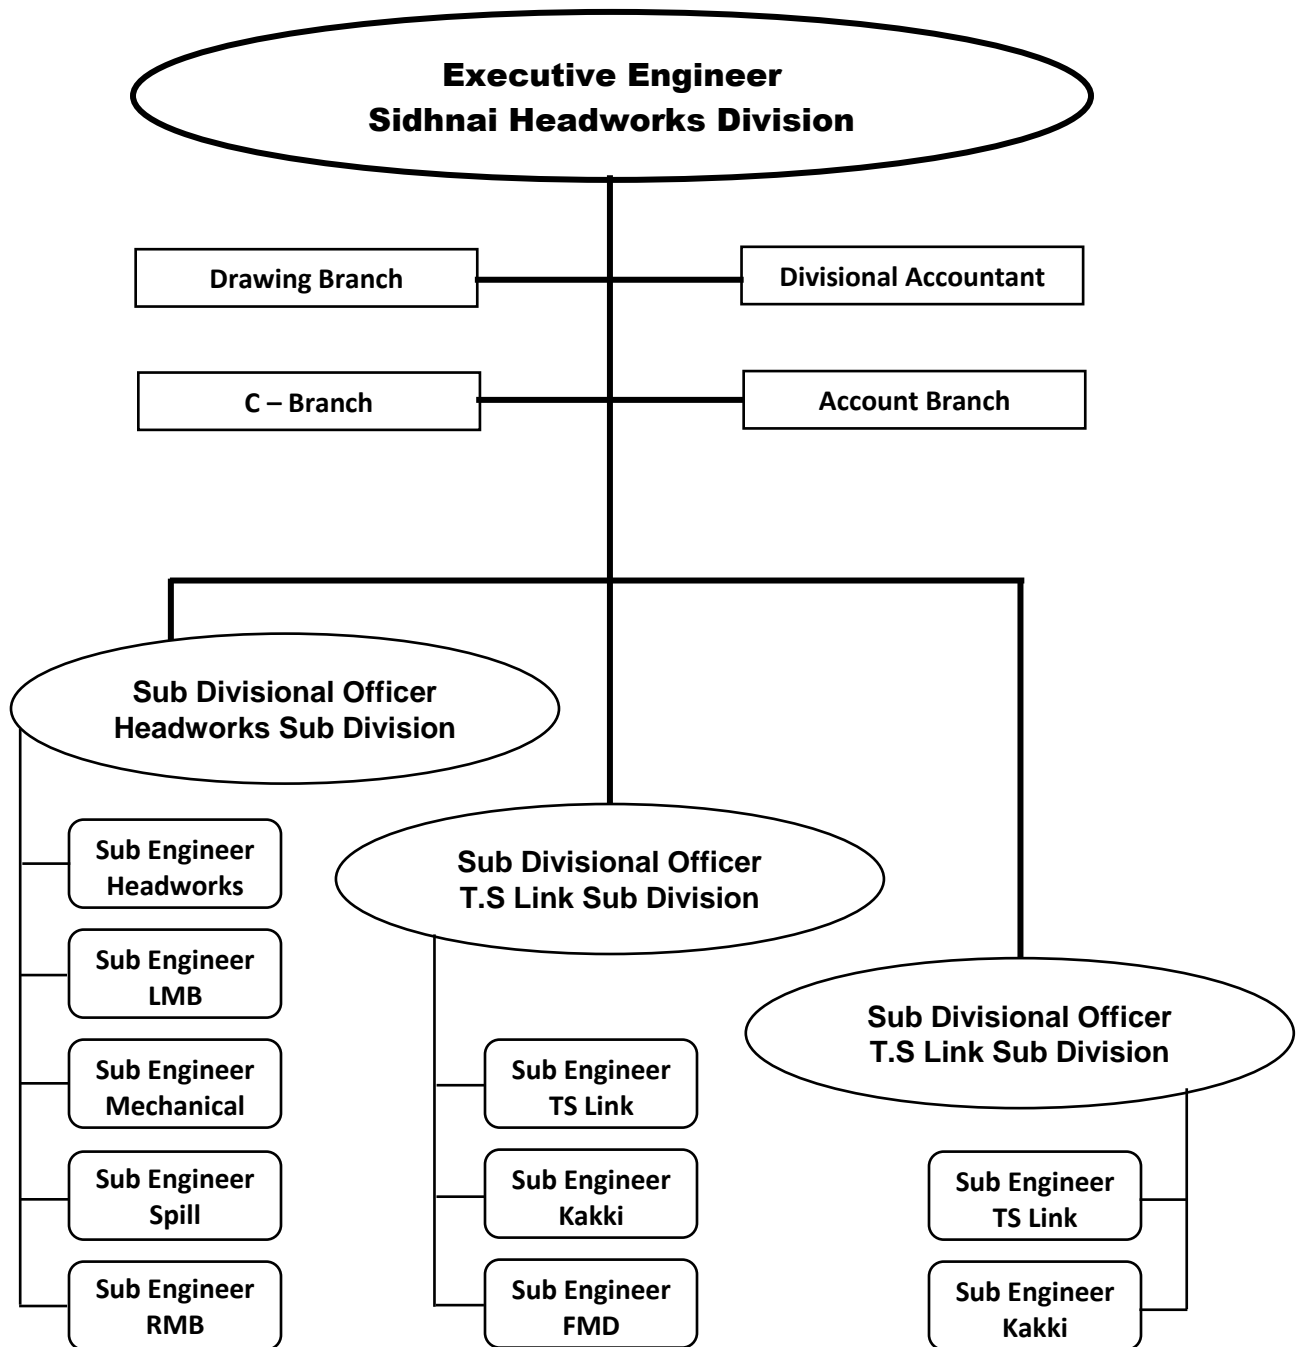 Executive Engineer
Sidhnai Headworks Division
Drawing Branch
Divisional Accountant
C – Branch
Account Branch
Sub Divisional Officer
Headworks Sub Division
Sub Engineer
Headworks
Sub Engineer
LMB
Sub Engineer
Mechanical
Sub Engineer
Spill
Sub Engineer
RMB
Sub Divisional Officer
T.S Link Sub Division
Sub Engineer
TS Link
Sub Engineer
Kakki
Sub Engineer
FMD
Sub Divisional Officer
T.S Link Sub Division
Sub Engineer
TS Link
Sub Engineer
Kakki